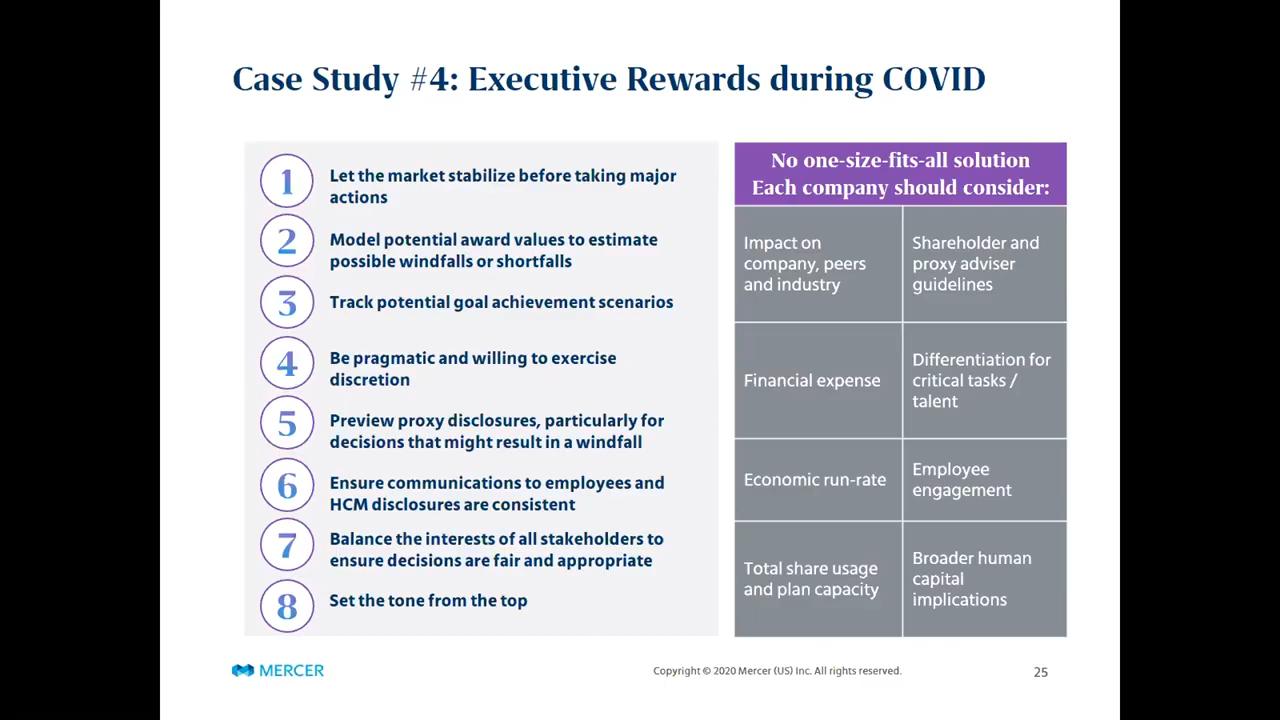 Case Study #4: Executive Rewards during COVID
1
Let the market stabilize before taking major
actions
2
Model potential award values to estimate
possible windfalls or shortfalls
3
Track potential goal achievement scenarios
4
Be pragmatic and willing to exercise
discretion
5
Preview proxy disclosures, particularly for
decisions that might result in a windfall
6
Ensure communications to employees and
HCM disclosures are consistent
7
Balance the interests of all stakeholders to
ensure decisions are fair and appropriate
8
Set the tone from the top
No one-size-fits-all solution
Each company should consider:
Impact on
company, peers
and industry
Shareholder and
proxy adviser
guidelines
Financial expense
Differentiation for
critical tasks /
talent
Economic run-rate
Employee
engagement
Total share usage
and plan capacity
Broader human
capital
implications
MERCER
Copyright © 2020 Mercer (US) Inc. All rights reserved.
25